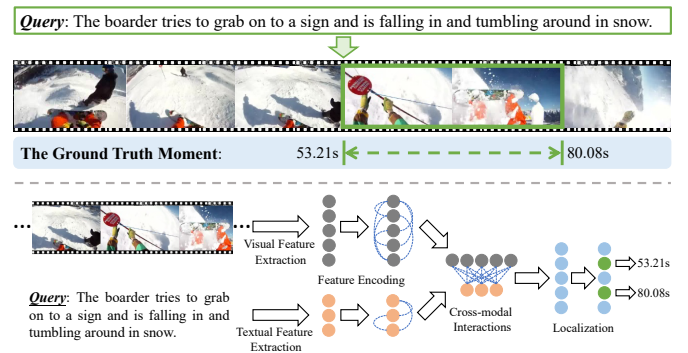 Query: The boarder tries to grab on to a sign and is falling in and tumbling around in snow.
The Ground Truth Moment:
53.21s
80.08s
Visual Feature
Extraction
Feature Encoding
Query: The boarder tries to grab
on to a sign and is falling in and
tumbling around in snow.
Textual Feature
Extraction
Cross-modal
Interactions
Localization
53.21s
80.08s